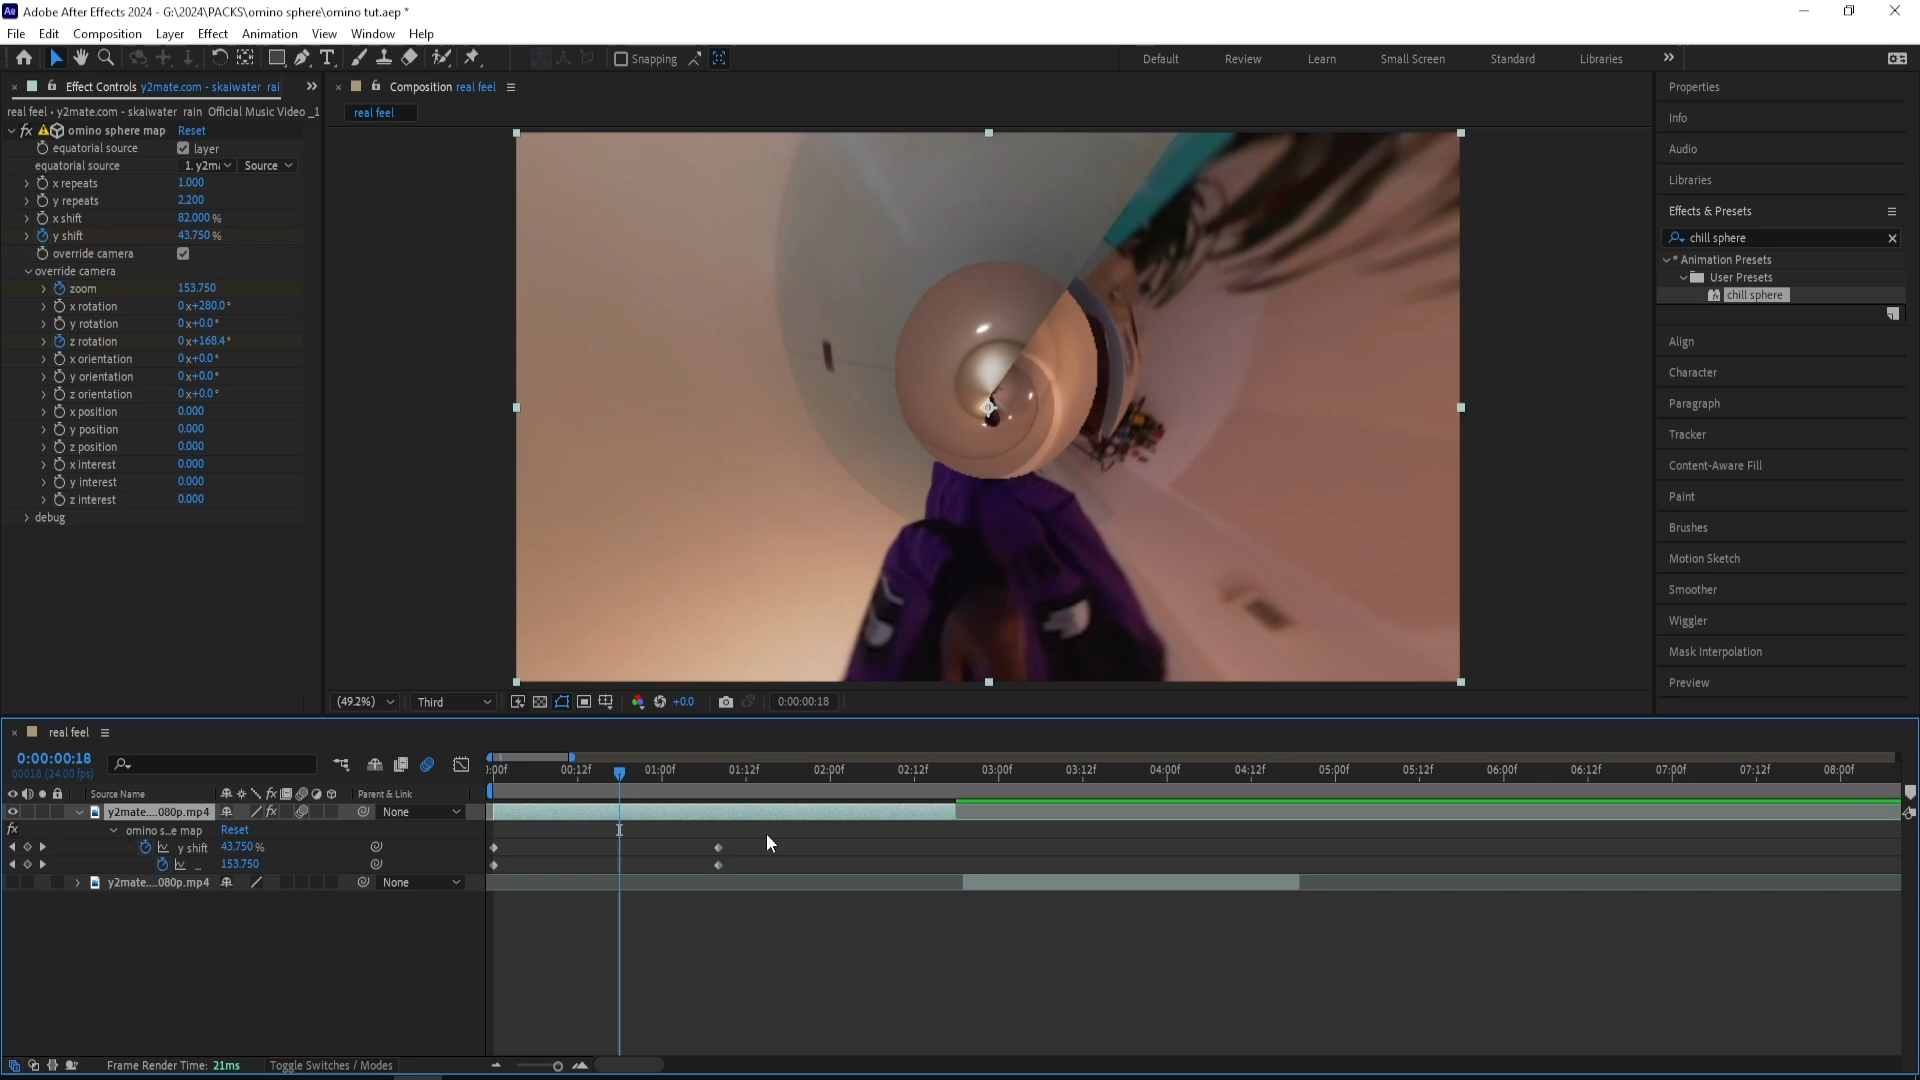 Ae Adobe After Effects 2024 - G:\2024\PACKS\omino sphere\omino tut.aep *
File Edit Composition Layer Effect Animation View Window Help
Snapping Default Review Learn Small Screen Standard Libraries
Effect Controls y2mate.com - skaiwater rai
Composition real feel
real feel
real feel • y2mate.com - skaiwater rain Official Music Video _1
fx omino sphere map Reset
equatorial source layer
equatorial source 1. y2m Source
x repeats 1.000
y repeats 2.200
x shift 82.000 %
y shift 43.750 %
override camera
override camera
zoom 153.750
x rotation 0 x+280.0 °
y rotation 0 x+0.0 °
z rotation 0 x+168.4 °
x orientation 0 x+0.0 °
y orientation 0 x+0.0 °
z orientation 0 x+0.0 °
x position 0.000
y position 0.000
z position 0.000
x interest 0.000
y interest 0.000
z interest 0.000
debug
(49.2%) Third +0.0 0:00:00:18
Properties
Info
Audio
Libraries
Effects & Presets
chill sphere
* Animation Presets
User Presets
chill sphere
Align
Character
Paragraph
Tracker
Content-Aware Fill
Paint
Brushes
Motion Sketch
Smoother
Wiggler
Mask Interpolation
Preview
real feel
0:00:00:18
00018 (24.00 fps)
:00f 00:12f 01:00f 01:12f 02:00f 02:12f 03:00f 03:12f 04:00f 04:12f 05:00f 05:12f 06:00f 06:12f 07:00f 07:12f 08:00f
Source Name fx Parent & Link
y2mate....080p.mp4 fx None
fx omino s...e map Reset
y shift 43.750 %
_ 153.750
y2mate....080p.mp4 None
Frame Render Time: 21ms Toggle Switches / Modes